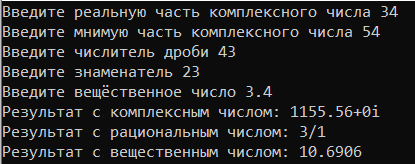 Введите реальную часть комплексного числа 34
Введите мнимую часть комплексного числа 54
Введите числитель дроби 43
Введите знаменатель 23
Введите вещёственное число 3.4
Результат с комплексным числом: 1155.56+0i
Результат с рациональным числом: 3/1
Результат с вещественным числом: 10.6906